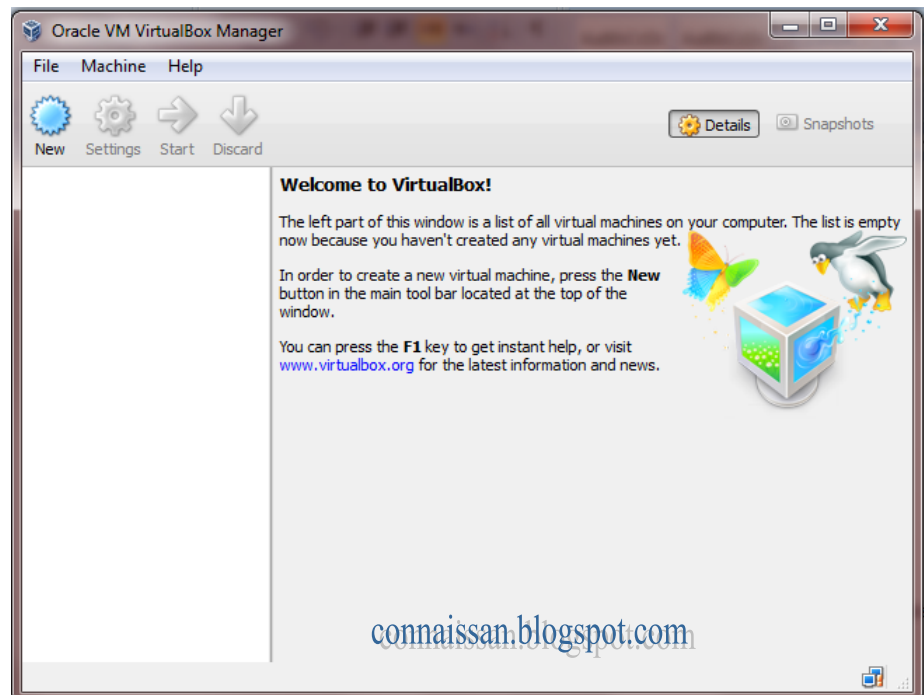 Oracle VM VirtualBox Manager
File Machine Help
New Settings Start Discard
Details Snapshots
Welcome to VirtualBox!
The left part of this window is a list of all virtual machines on your computer. The list is empty
now because you haven't created any virtual machines yet.
In order to create a new virtual machine, press the New
button in the main tool bar located at the top of the
window.
You can press the F1 key to get instant help, or visit
www.virtualbox.org for the latest information and news.
connaissan.blogspot.com